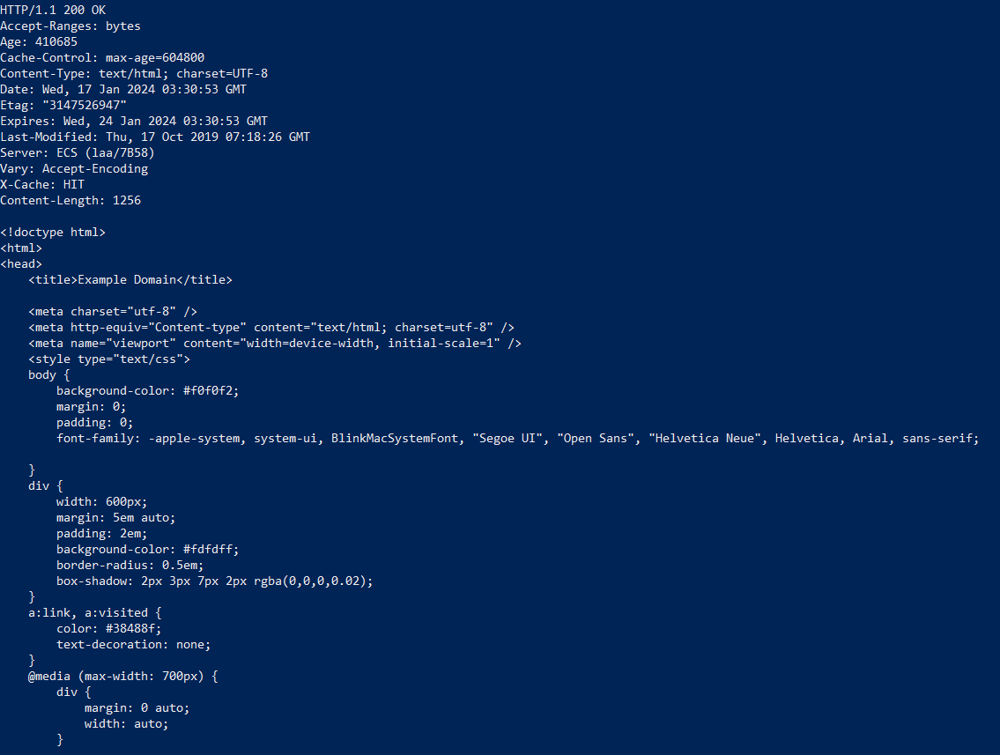 HTTP/1.1 200 OK
Accept-Ranges: bytes
Age: 410685
Cache-Control: max-age=604800
Content-Type: text/html; charset=UTF-8
Date: Wed, 17 Jan 2024 03:30:53 GMT
Etag: "3147526947"
Expires: Wed, 24 Jan 2024 03:30:53 GMT
Last-Modified: Thu, 17 Oct 2019 07:18:26 GMT
Server: ECS (laa/7B58)
Vary: Accept-Encoding
X-Cache: HIT
Content-Length: 1256

<!doctype html>
<html>
<head>
    <title>Example Domain</title>

    <meta charset="utf-8" />
    <meta http-equiv="Content-type" content="text/html; charset=utf-8" />
    <meta name="viewport" content="width=device-width, initial-scale=1" />
    <style type="text/css">
    body {
        background-color: #f0f0f2;
        margin: 0;
        padding: 0;
        font-family: -apple-system, system-ui, BlinkMacSystemFont, "Segoe UI", "Open Sans", "Helvetica Neue", Helvetica, Arial, sans-serif;

    }
    div {
        width: 600px;
        margin: 5em auto;
        padding: 2em;
        background-color: #fdfdff;
        border-radius: 0.5em;
        box-shadow: 2px 3px 7px 2px rgba(0,0,0,0.02);
    }
    a:link, a:visited {
        color: #38488f;
        text-decoration: none;
    }
    @media (max-width: 700px) {
        div {
            margin: 0 auto;
            width: auto;
        }